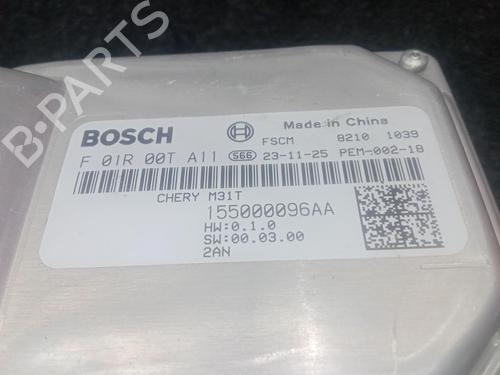 B-PARTS
BOSCH
Made in China
FSCM 8210 1039
F 01R 00T A11 566 23-11-25 PEM-002-18
CHERY M31T
155000096AA
HW:0.1.0
SW:00.03.00
2AN